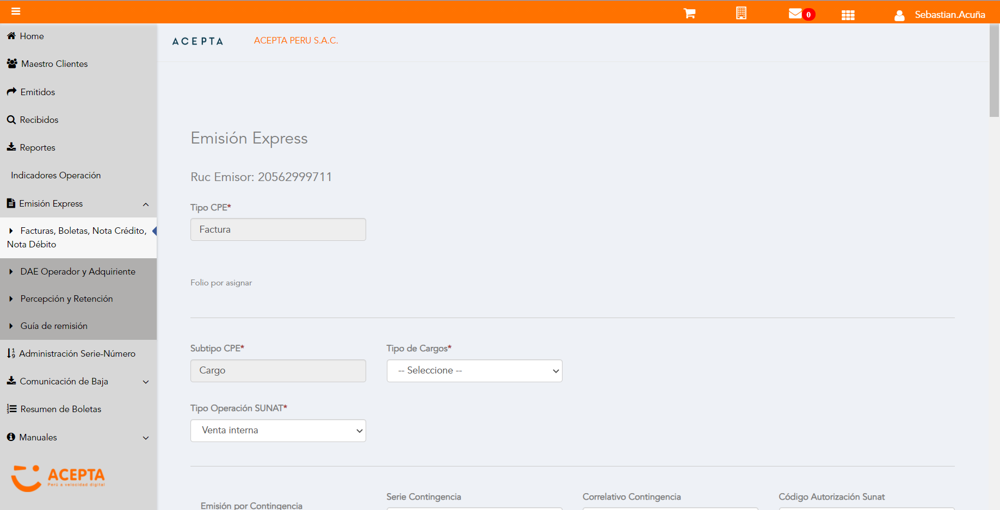 0
Sebastian.Acuña
Home
Maestro Clientes
Emitidos
Recibidos
Reportes
Indicadores Operación
Emisión Express
Facturas, Boletas, Nota Crédito,
Nota Débito
DAE Operador y Adquiriente
Percepción y Retención
Guía de remisión
Administración Serie-Número
Comunicación de Baja
Resumen de Boletas
Manuales
ACEPTA
Perú a velocidad digital
ACEPTA
ACEPTA PERU S.A.C.
Emisión Express
Ruc Emisor: 20562999711
Tipo CPE*
Factura
Folio por asignar
Subtipo CPE*
Tipo de Cargos*
Cargo
-- Seleccione --
Tipo Operación SUNAT*
Venta interna
Emisión por Contingencia
Serie Contingencia
Correlativo Contingencia
Código Autorización Sunat